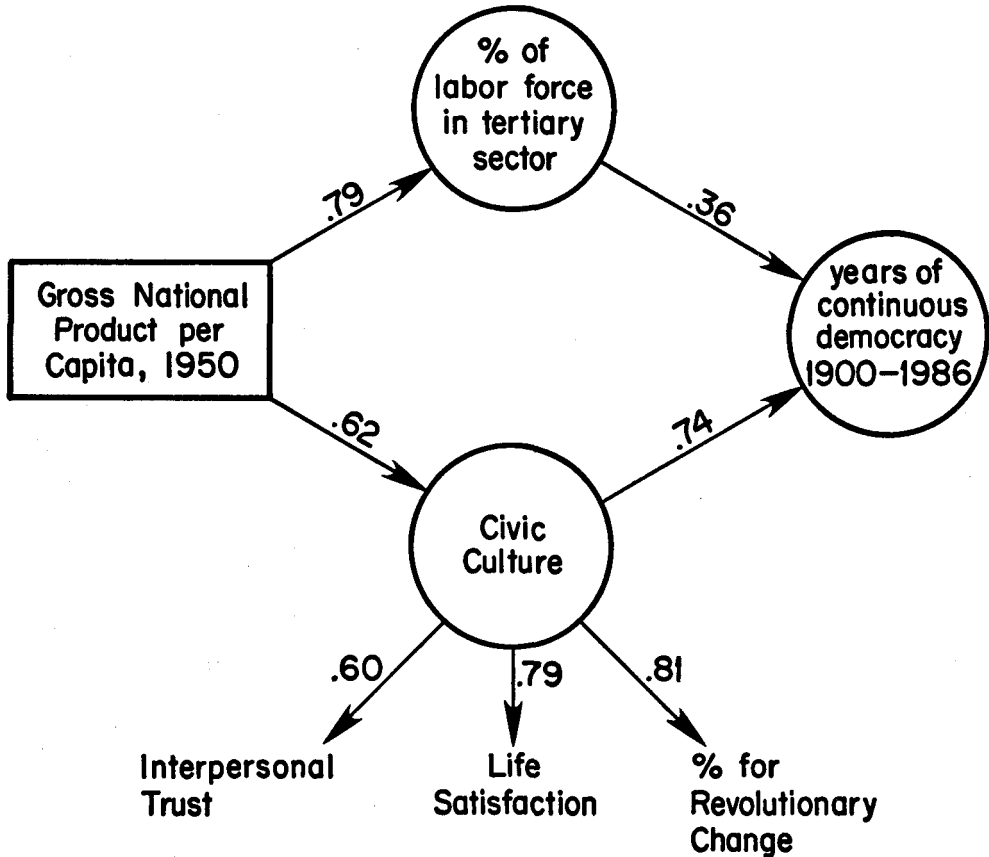 % of
labor force
in tertiary
sector
.79
.36
Gross National
Product per
Capita, 1950
years of
continuous
democracy
1900–1986
.62
.74
Civic
Culture
.60
.79
.81
Interpersonal
Trust
Life
Satisfaction
% for
Revolutionary
Change